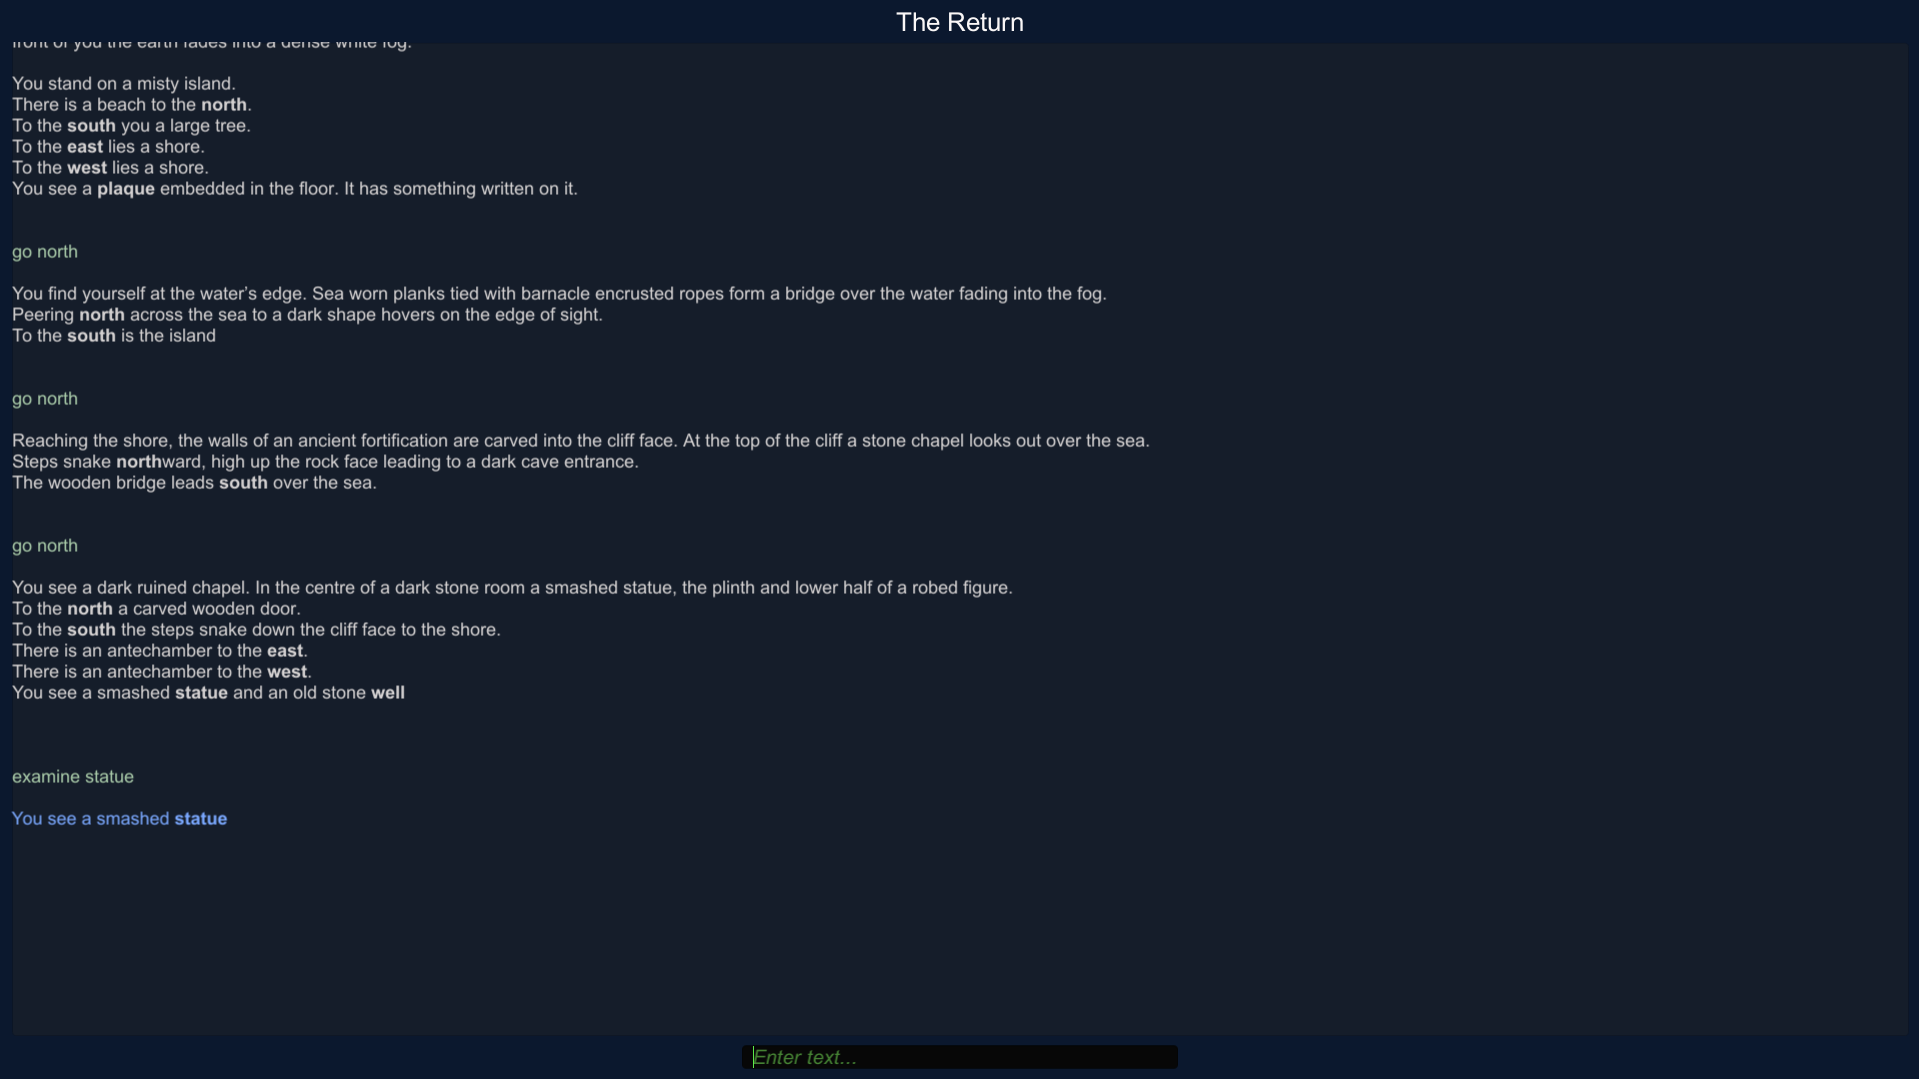 The Return
front of you the earth fades into a dense white fog.
You stand on a misty island.
There is a beach to the north.
To the south you a large tree.
To the east lies a shore.
To the west lies a shore.
You see a plaque embedded in the floor. It has something written on it.
go north
You find yourself at the water's edge. Sea worn planks tied with barnacle encrusted ropes form a bridge over the water fading into the fog.
Peering north across the sea to a dark shape hovers on the edge of sight.
To the south is the island
go north
Reaching the shore, the walls of an ancient fortification are carved into the cliff face. At the top of the cliff a stone chapel looks out over the sea.
Steps snake northward, high up the rock face leading to a dark cave entrance.
The wooden bridge leads south over the sea.
go north
You see a dark ruined chapel. In the centre of a dark stone room a smashed statue, the plinth and lower half of a robed figure.
To the north a carved wooden door.
To the south the steps snake down the cliff face to the shore.
There is an antechamber to the east.
There is an antechamber to the west.
You see a smashed statue and an old stone well
examine statue
You see a smashed statue
Enter text...